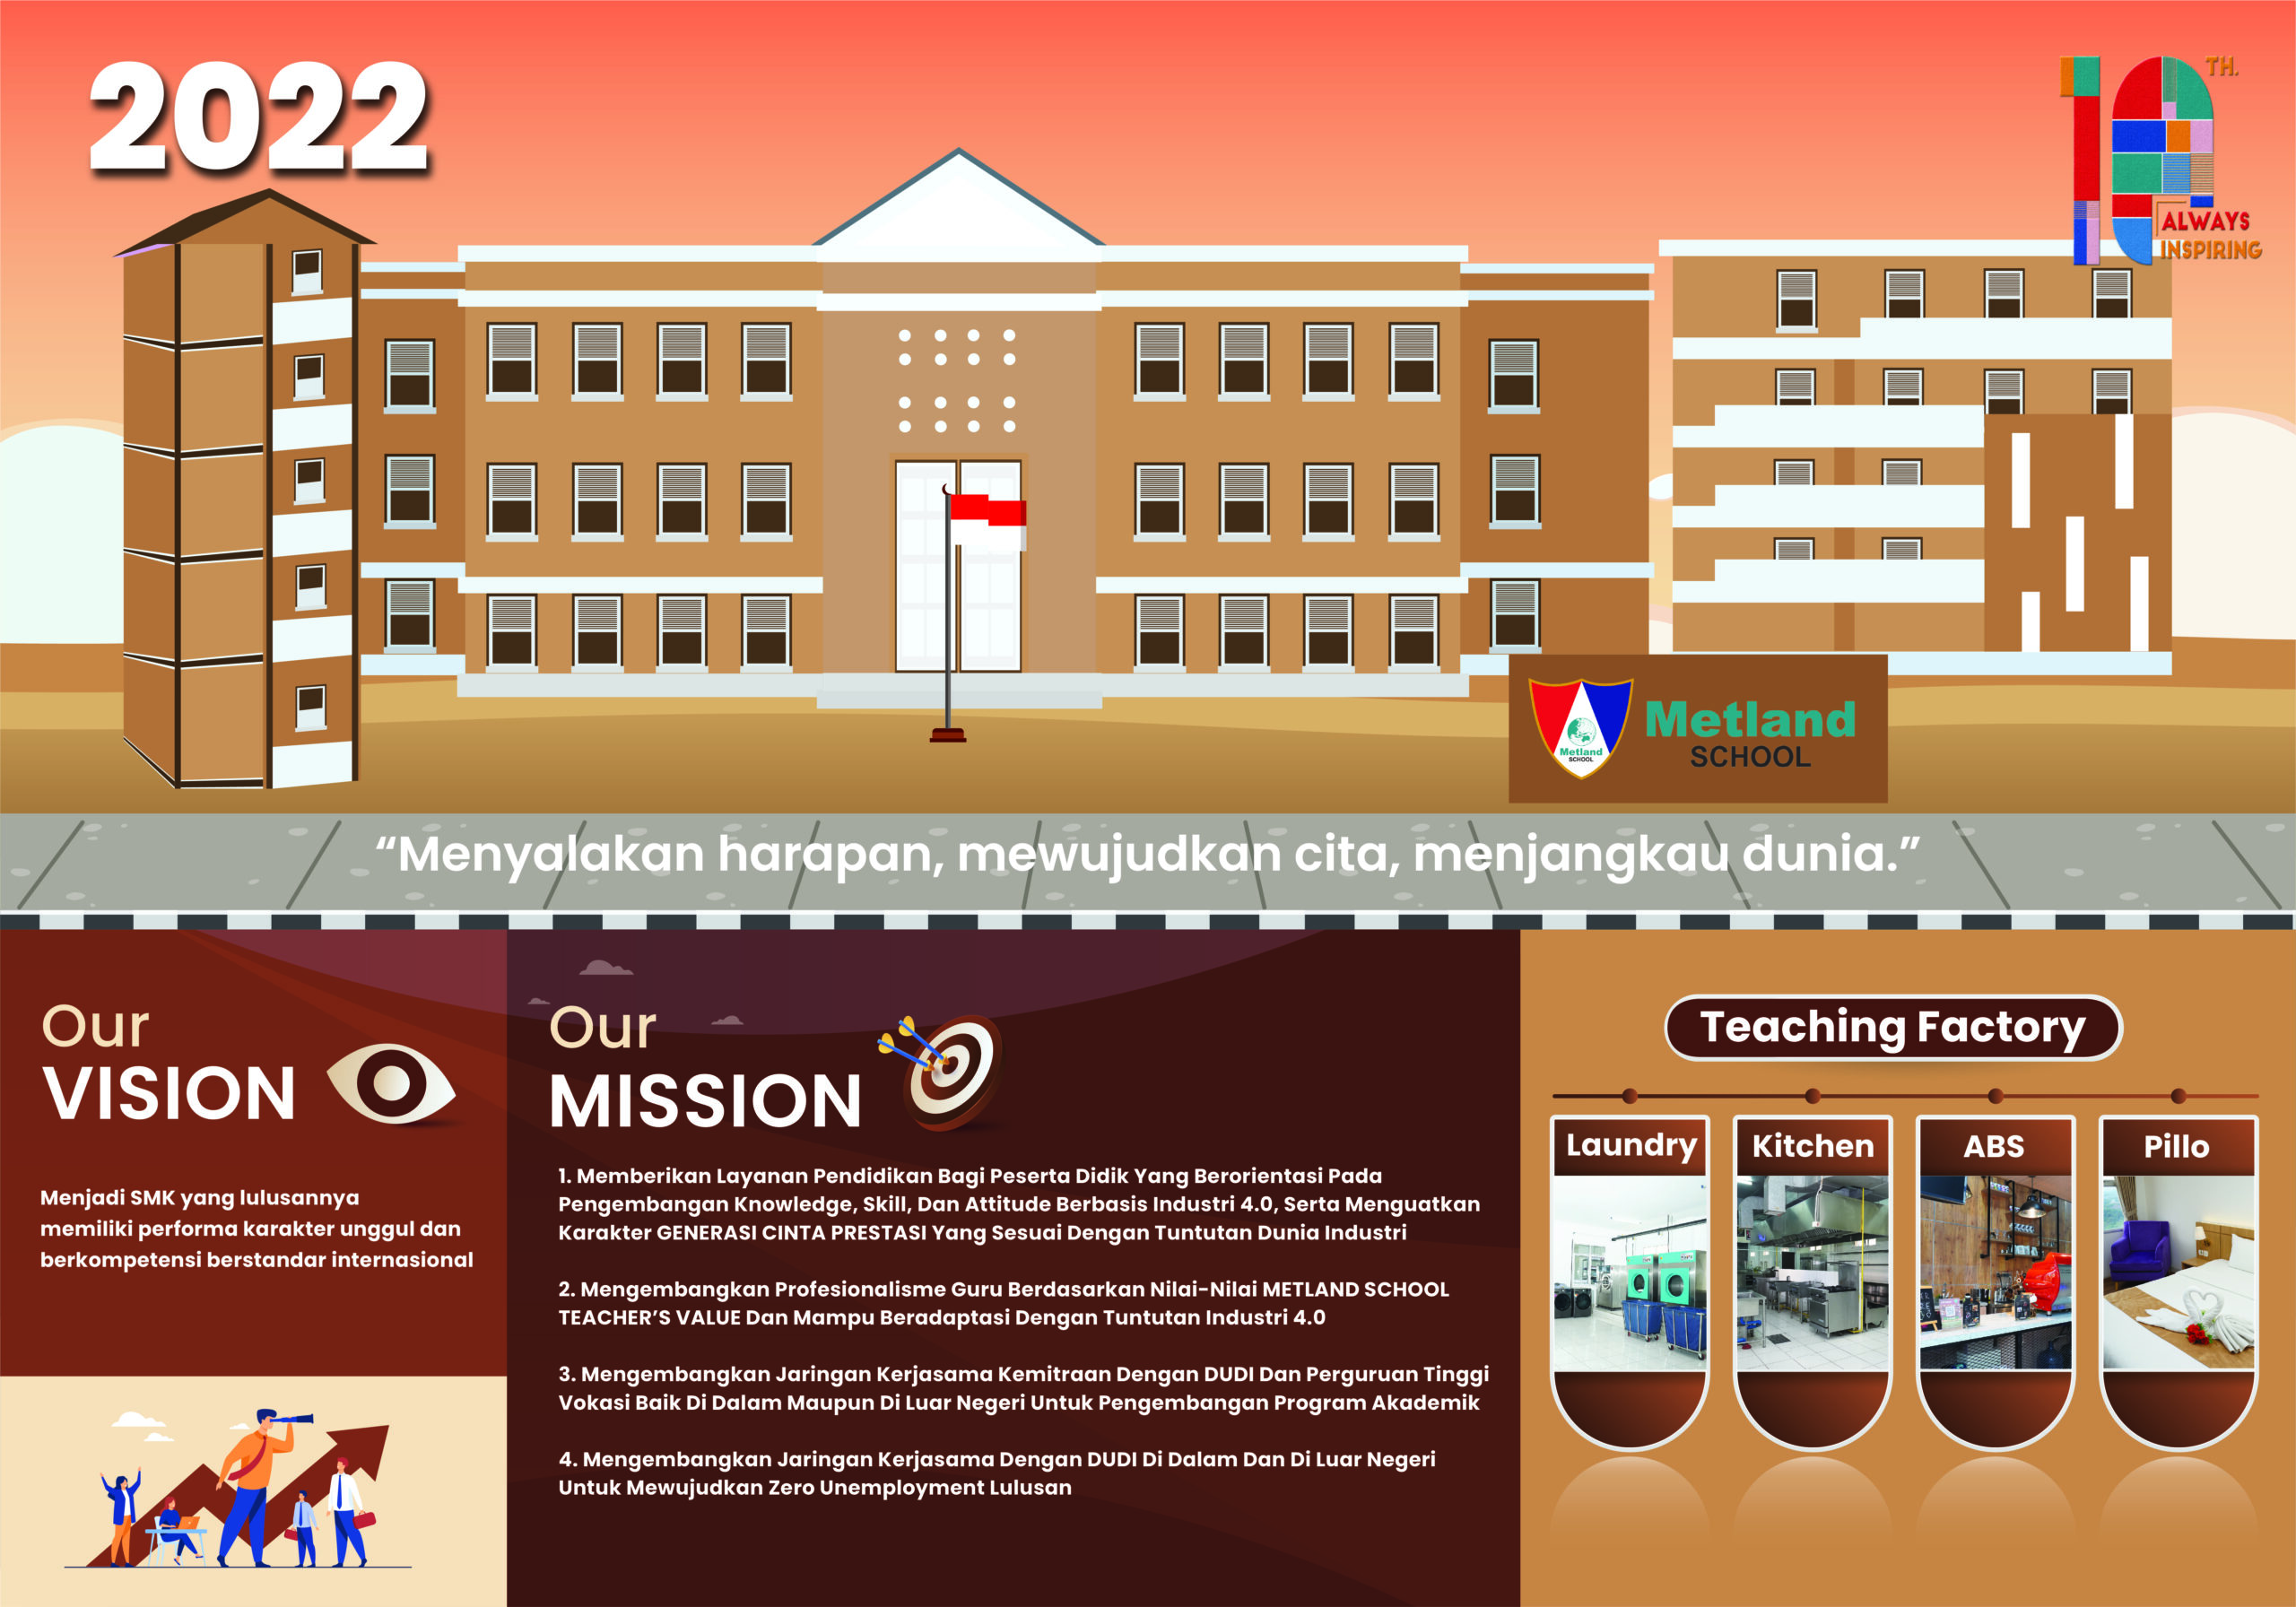 2022
10
TH.
ALWAYS
INSPIRING
Metland
SCHOOL
Metland
SCHOOL
“Menyalakan harapan, mewujudkan cita, menjangkau dunia.”
Our
VISION
Menjadi SMK yang lulusannya
memiliki performa karakter unggul dan
berkompetensi berstandar internasional
Our
MISSION
1. Memberikan Layanan Pendidikan Bagi Peserta Didik Yang Berorientasi Pada
Pengembangan Knowledge, Skill, Dan Attitude Berbasis Industri 4.0, Serta Menguatkan
Karakter GENERASI CINTA PRESTASI Yang Sesuai Dengan Tuntutan Dunia Industri
2. Mengembangkan Profesionalisme Guru Berdasarkan Nilai-Nilai METLAND SCHOOL
TEACHER’S VALUE Dan Mampu Beradaptasi Dengan Tuntutan Industri 4.0
3. Mengembangkan Jaringan Kerjasama Kemitraan Dengan DUDI Dan Perguruan Tinggi
Vokasi Baik Di Dalam Maupun Di Luar Negeri Untuk Pengembangan Program Akademik
4. Mengembangkan Jaringan Kerjasama Dengan DUDI Di Dalam Dan Di Luar Negeri
Untuk Mewujudkan Zero Unemployment Lulusan
Teaching Factory
Laundry
Kitchen
ABS
Pillo